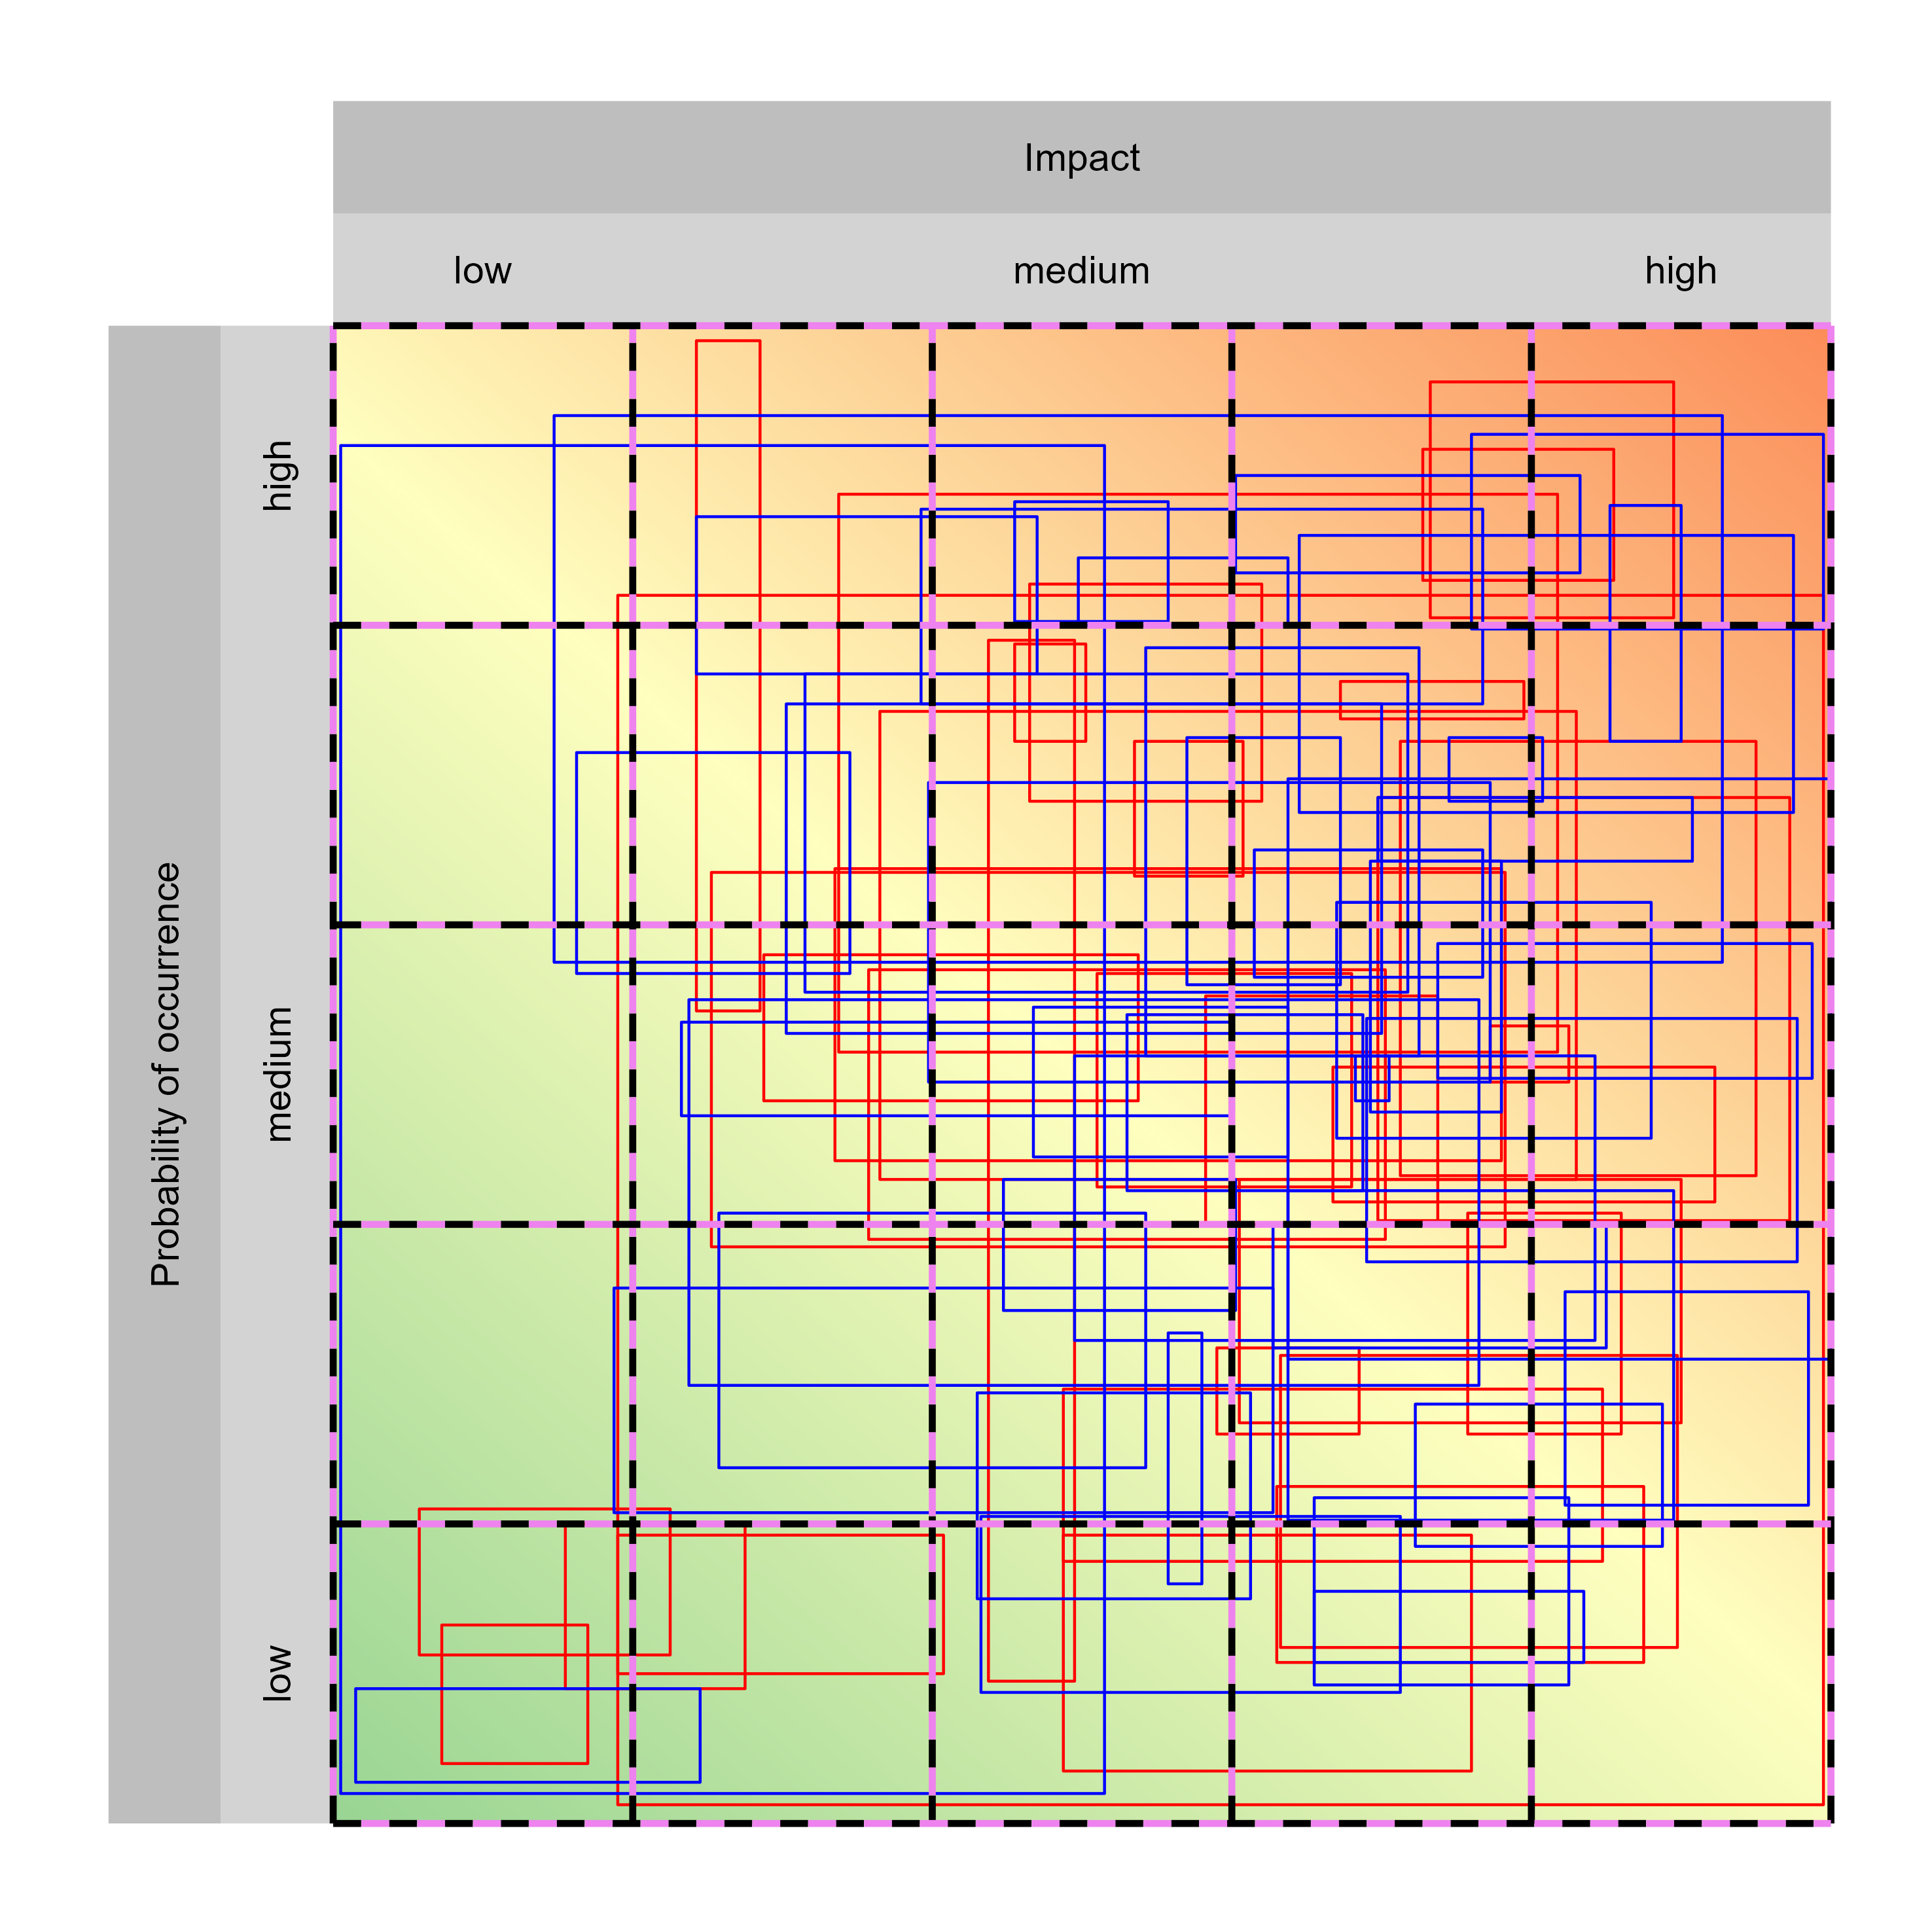 Impact
low
medium
high
Probability of occurrence
high
medium
low